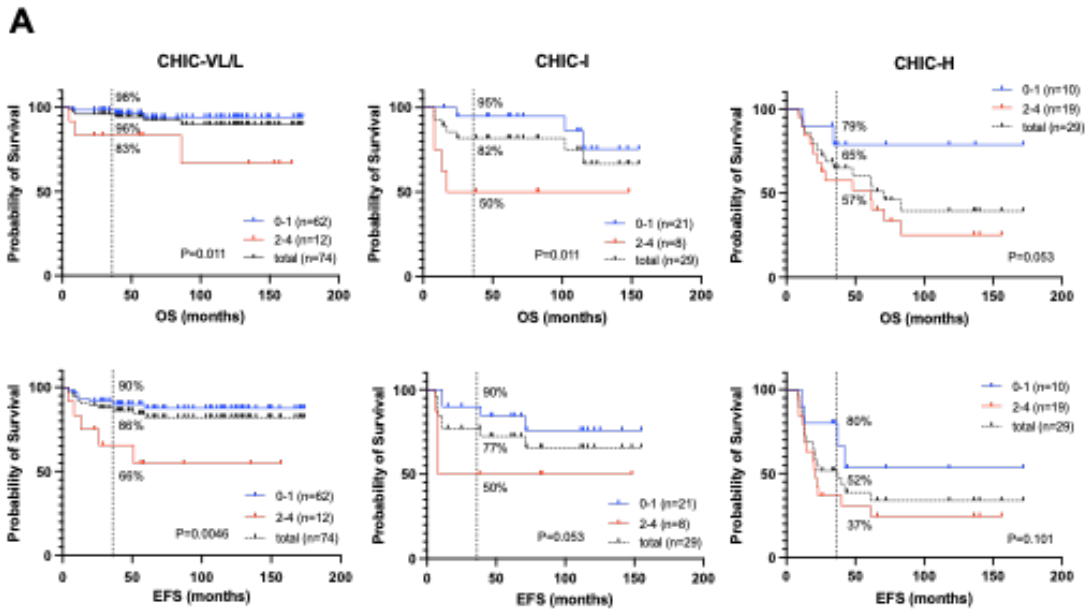 A
CHIC-VL/L
Probability of Survival
100
50
0
98%
96%
83%
0-1 (n=62)
2-4 (n=12)
total (n=74)
P=0.011
0 50 100 150 200
OS (months)
CHIC-I
Probability of Survival
100
50
0
95%
82%
50%
0-1 (n=21)
2-4 (n=8)
total (n=29)
P=0.011
0 50 100 150 200
OS (months)
CHIC-H
Probability of Survival
100
50
0
79%
65%
57%
0-1 (n=10)
2-4 (n=19)
total (n=29)
P=0.053
0 50 100 150 200
OS (months)
Probability of Survival
100
50
0
90%
86%
66%
0-1 (n=62)
2-4 (n=12)
total (n=74)
P=0.0046
0 50 100 150 200
EFS (months)
Probability of Survival
100
50
0
90%
77%
50%
0-1 (n=21)
2-4 (n=8)
total (n=29)
P=0.053
0 50 100 150 200
EFS (months)
Probability of Survival
100
50
0
80%
52%
37%
0-1 (n=10)
2-4 (n=19)
total (n=29)
P=0.101
0 50 100 150 200
EFS (months)